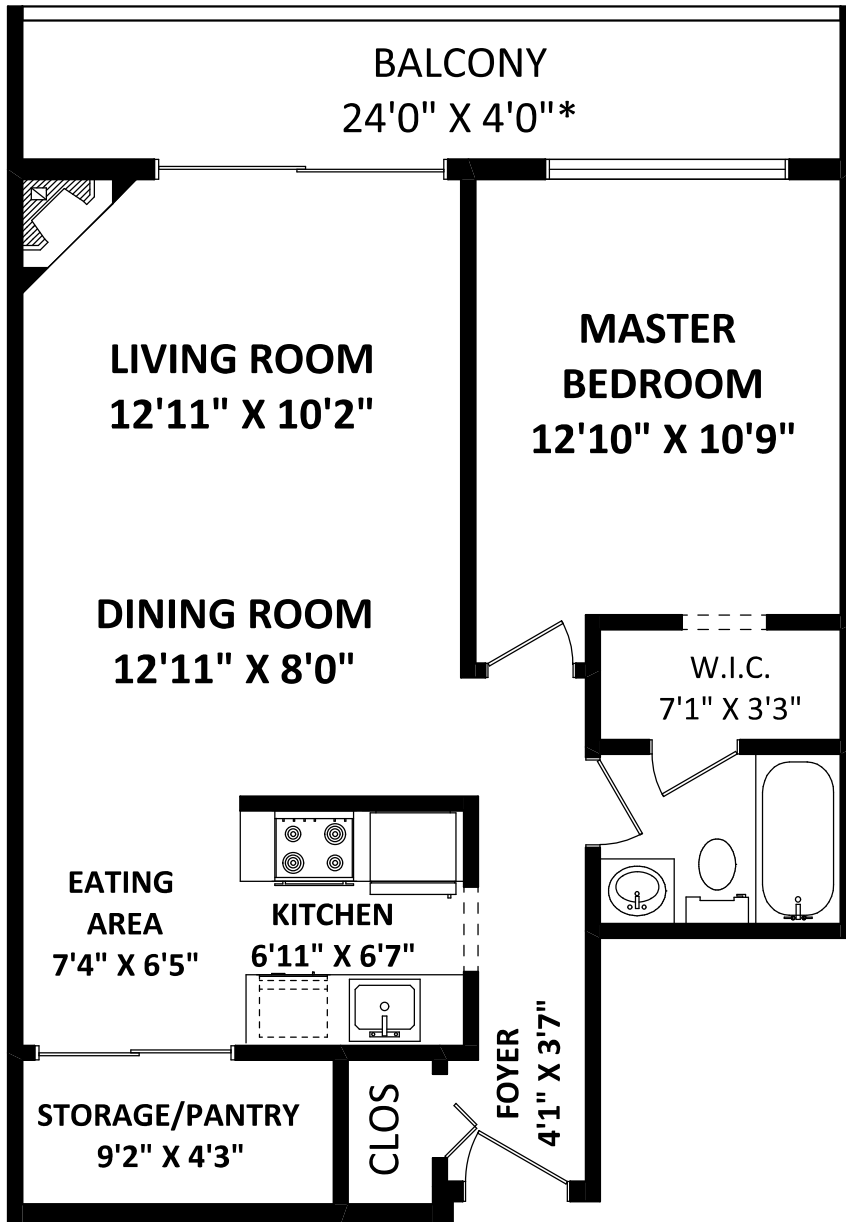 BALCONY
24'0" X 4'0"*
LIVING ROOM
12'11" X 10'2"
MASTER
BEDROOM
12'10" X 10'9"
DINING ROOM
12'11" X 8'0"
W.I.C.
7'1" X 3'3"
EATING
AREA
7'4" X 6'5"
KITCHEN
6'11" X 6'7"
FOYER
4'1" X 3'7"
STORAGE/PANTRY
9'2" X 4'3"
CLOS